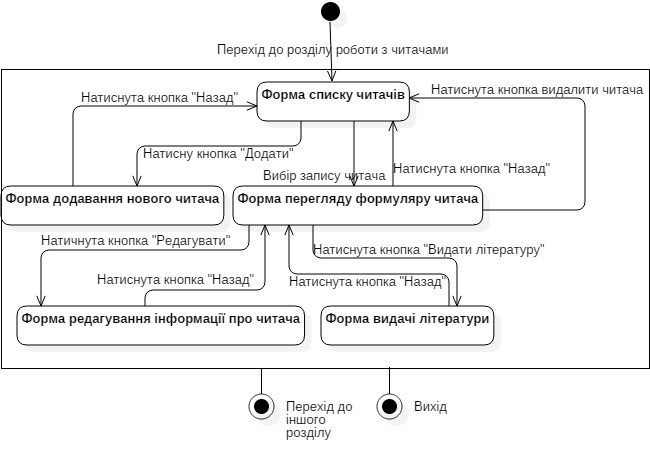 Перехід до розділу роботи з читачами
Натиснута кнопка видалити читача
Натиснута кнопка "Назад"
Форма списку читачів
Натисну кнопка "Додати"
Натиснута кнопка "Назад"
Вибір запису читача
Форма додавання нового читача
Форма перегляду формуляру читача
Натичнута кнопка "Редагувати"
Натиснута кнопка "Видати літературу"
Натиснута кнопка "Назад"
Натиснута кнопка "Назад"
Форма редагування інформації про читача
Форма видачі літератури
Перехід до
іншого
розділу
Вихід